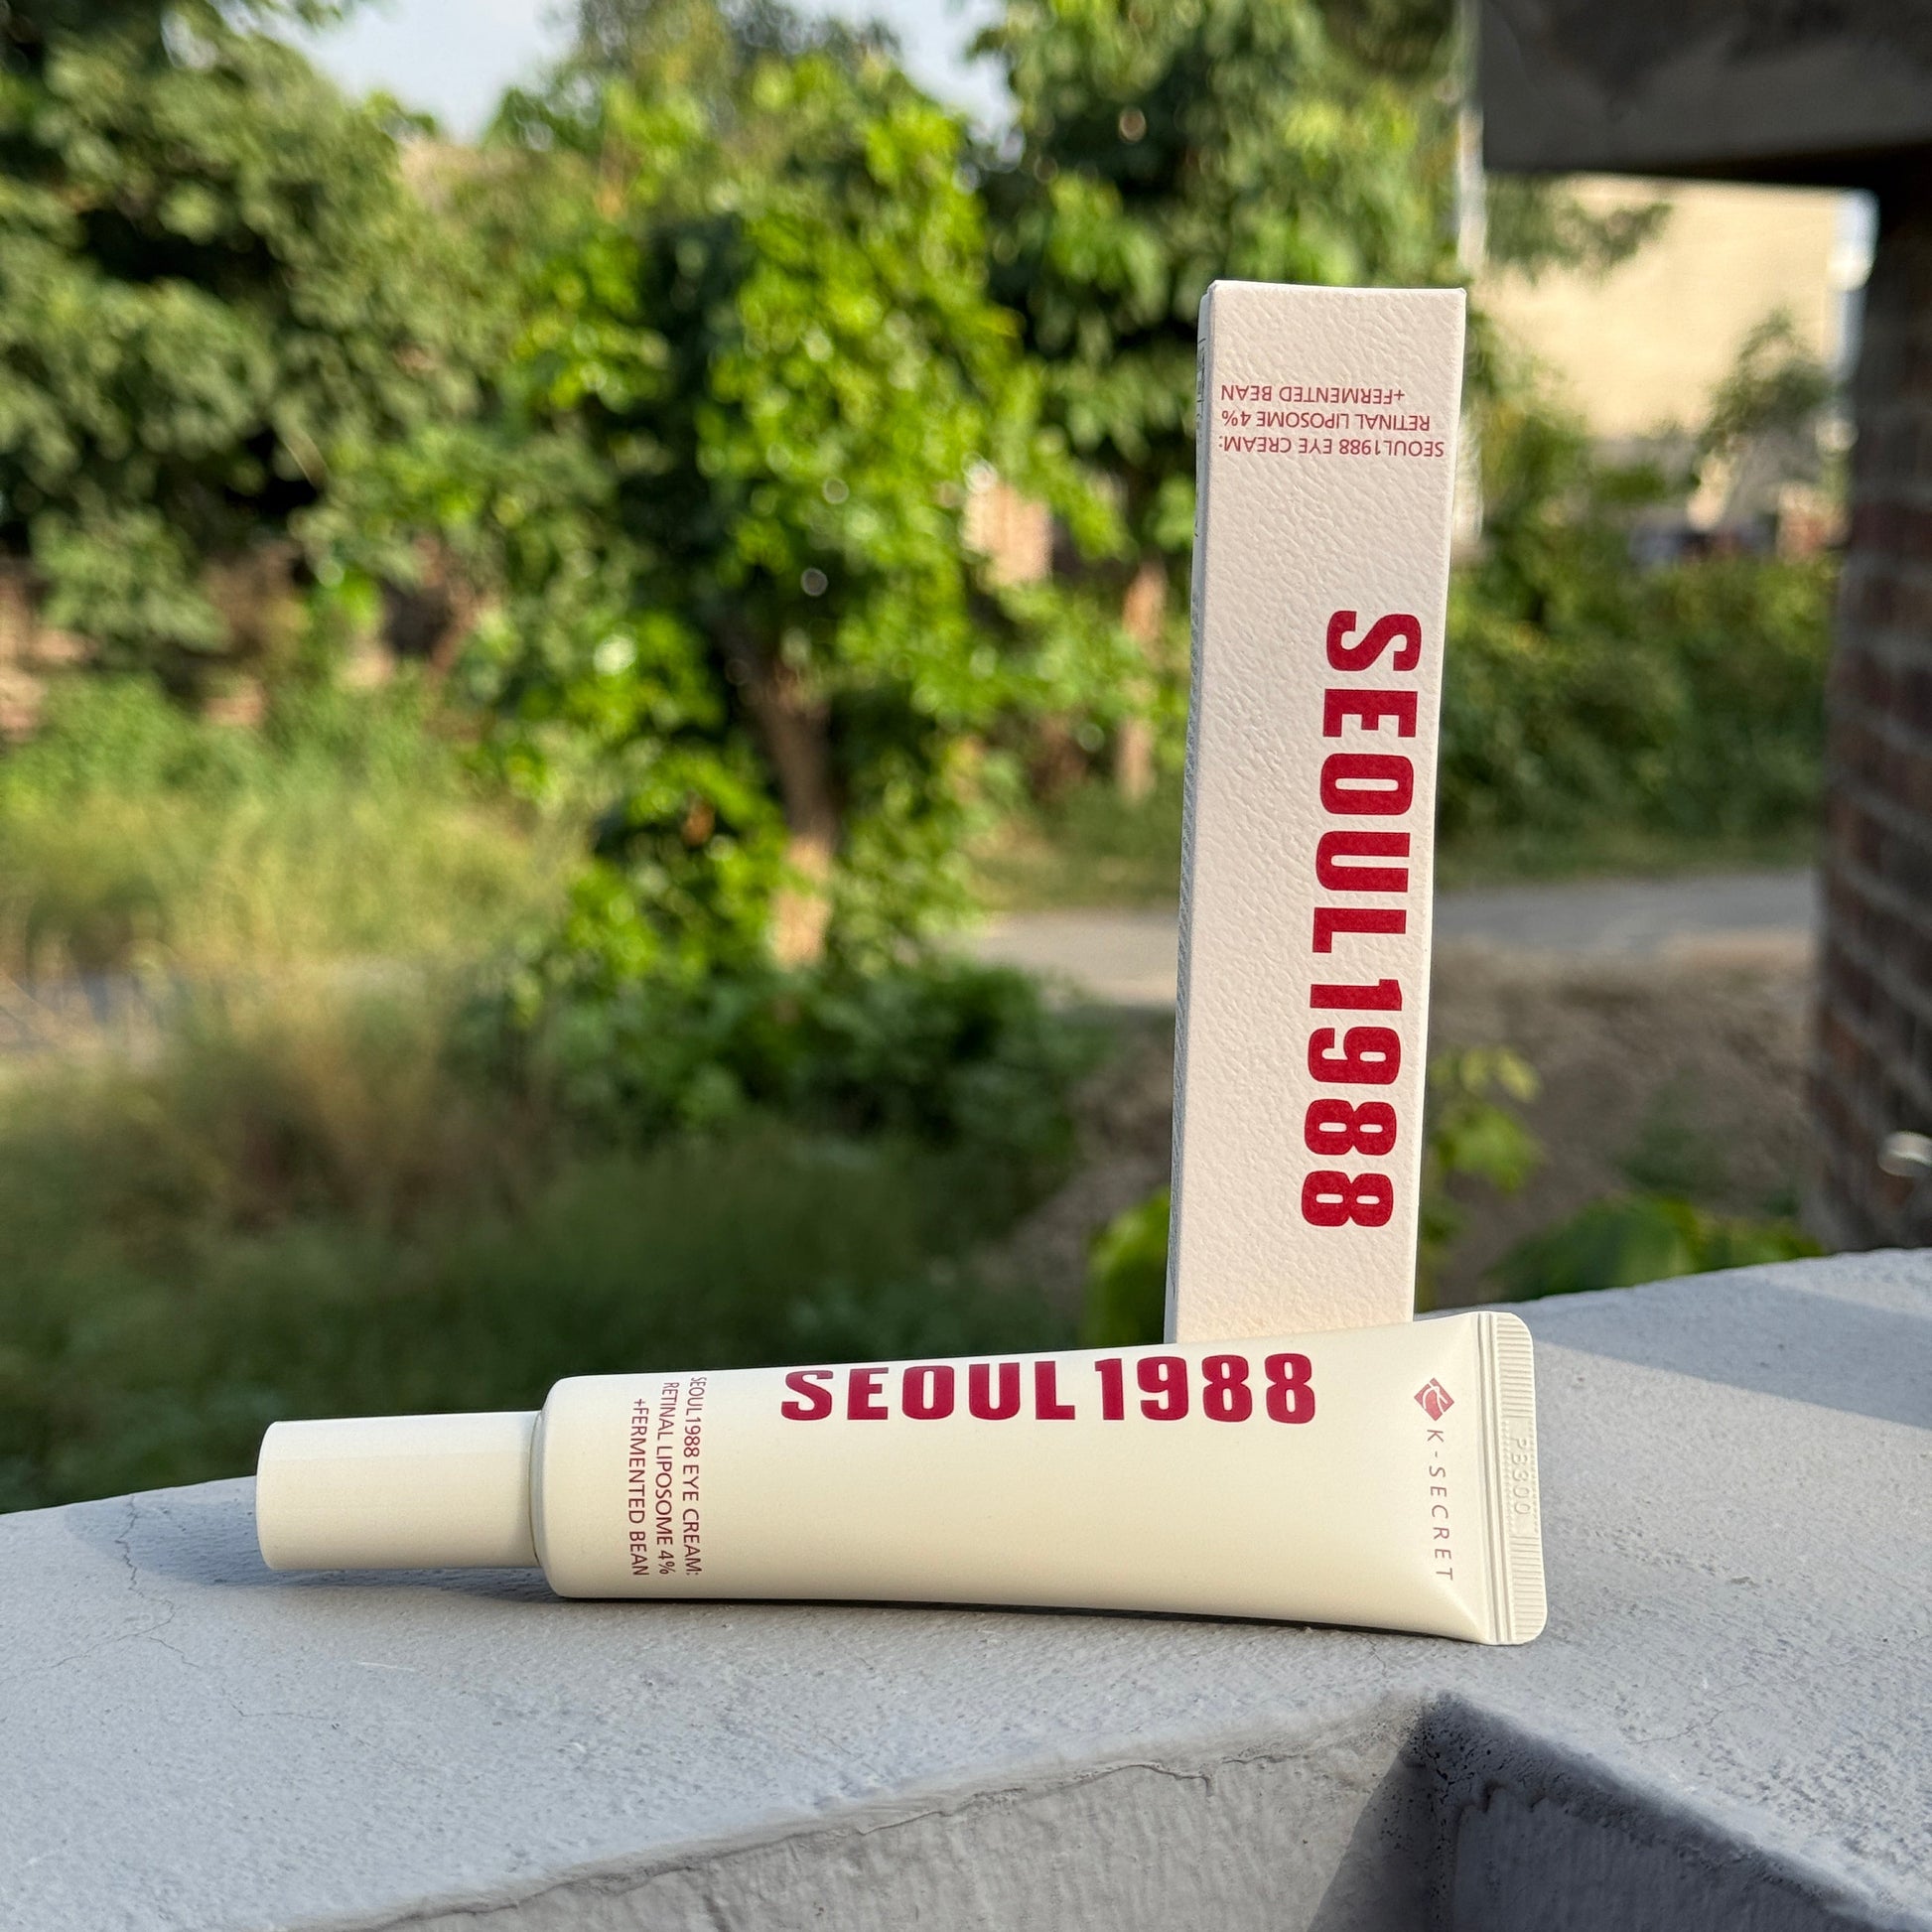 SEOUL1988 EYE CREAM:
RETINAL LIPOSOME 4%
+FERMENTED BEAN
SEOUL1988
SEOUL1988 EYE CREAM:
RETINAL LIPOSOME 4%
+FERMENTED BEAN
SEOUL1988
K-SECRET
PB300